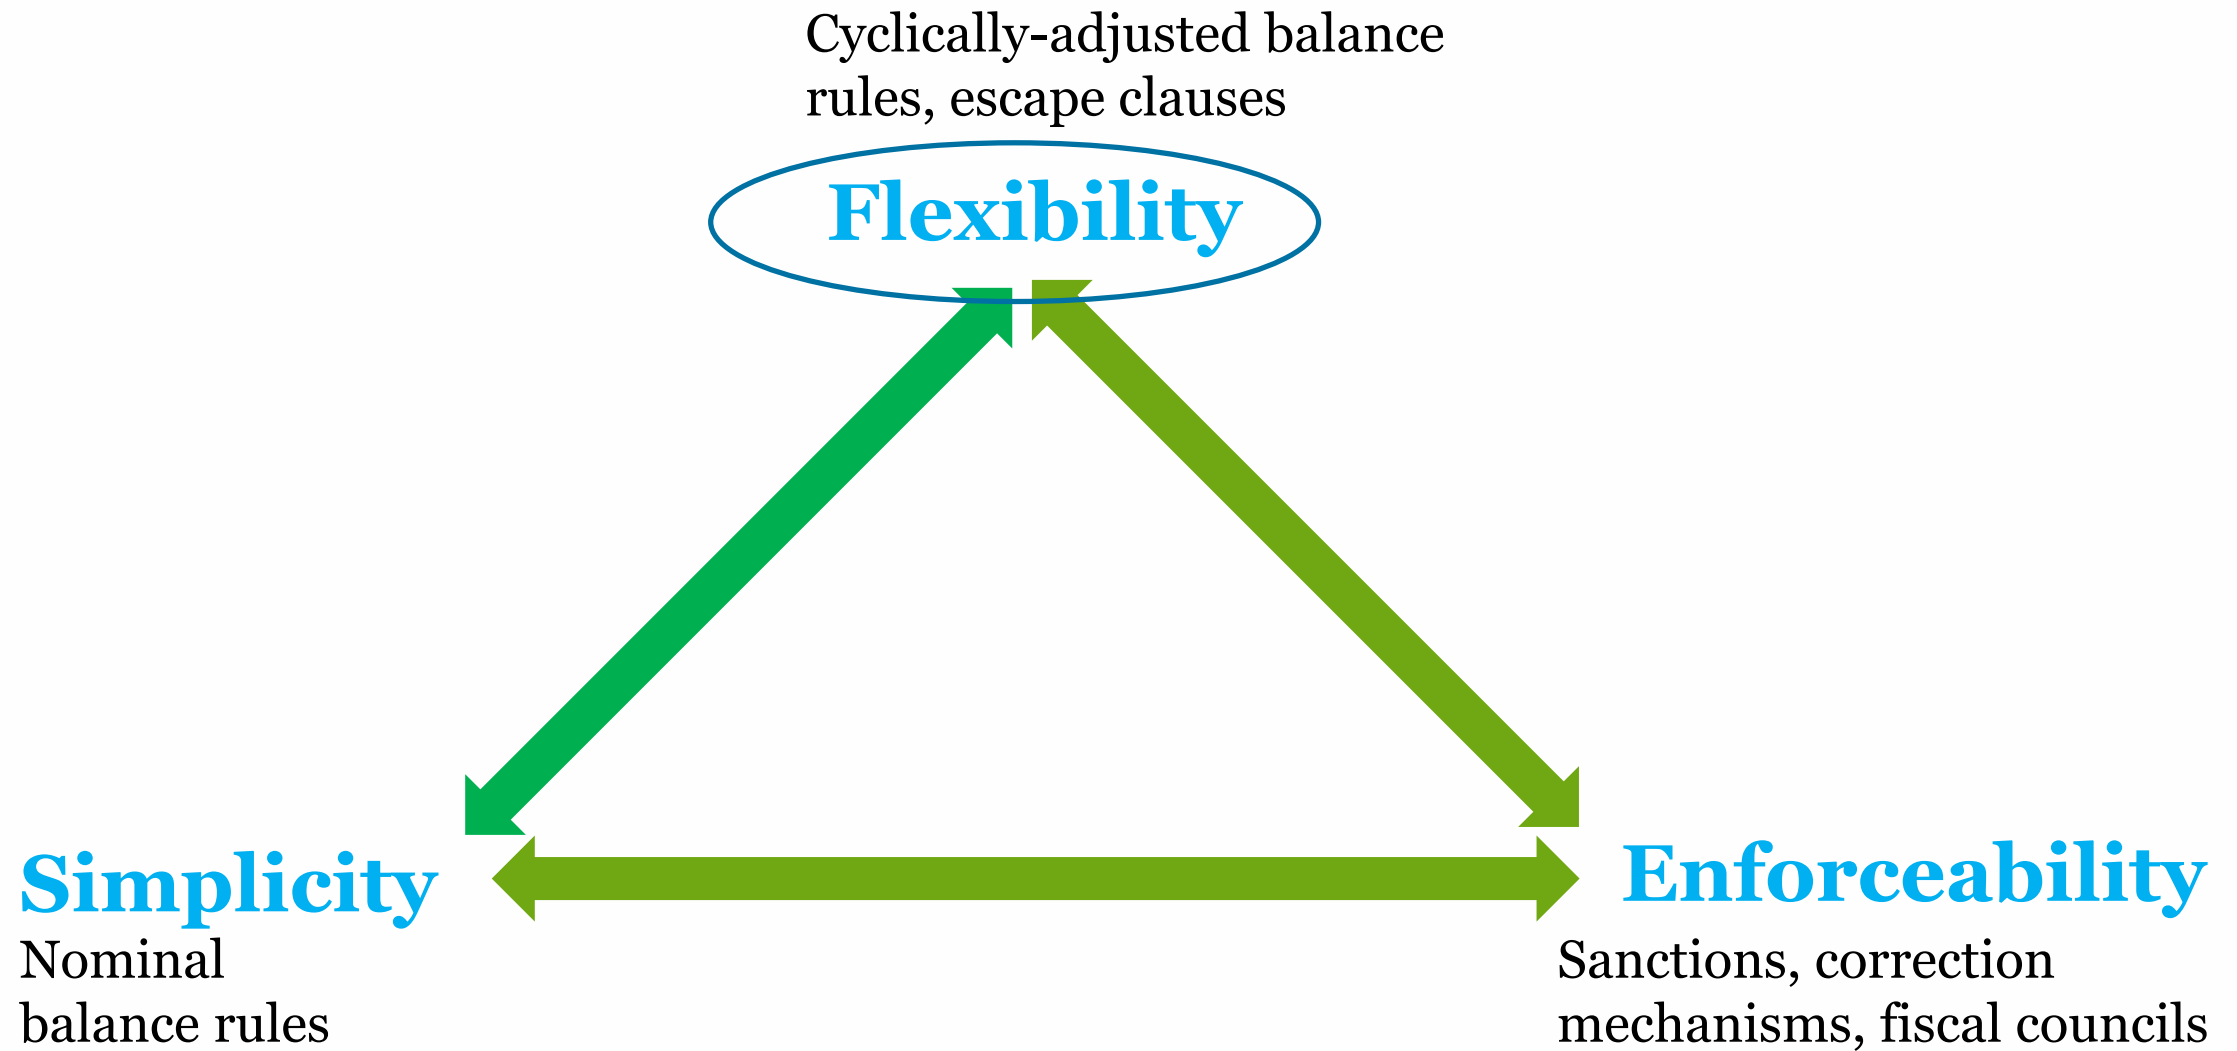 Cyclically-adjusted balance
rules, escape clauses
Flexibility
Simplicity
Nominal
balance rules
Enforceability
Sanctions, correction
mechanisms, fiscal councils